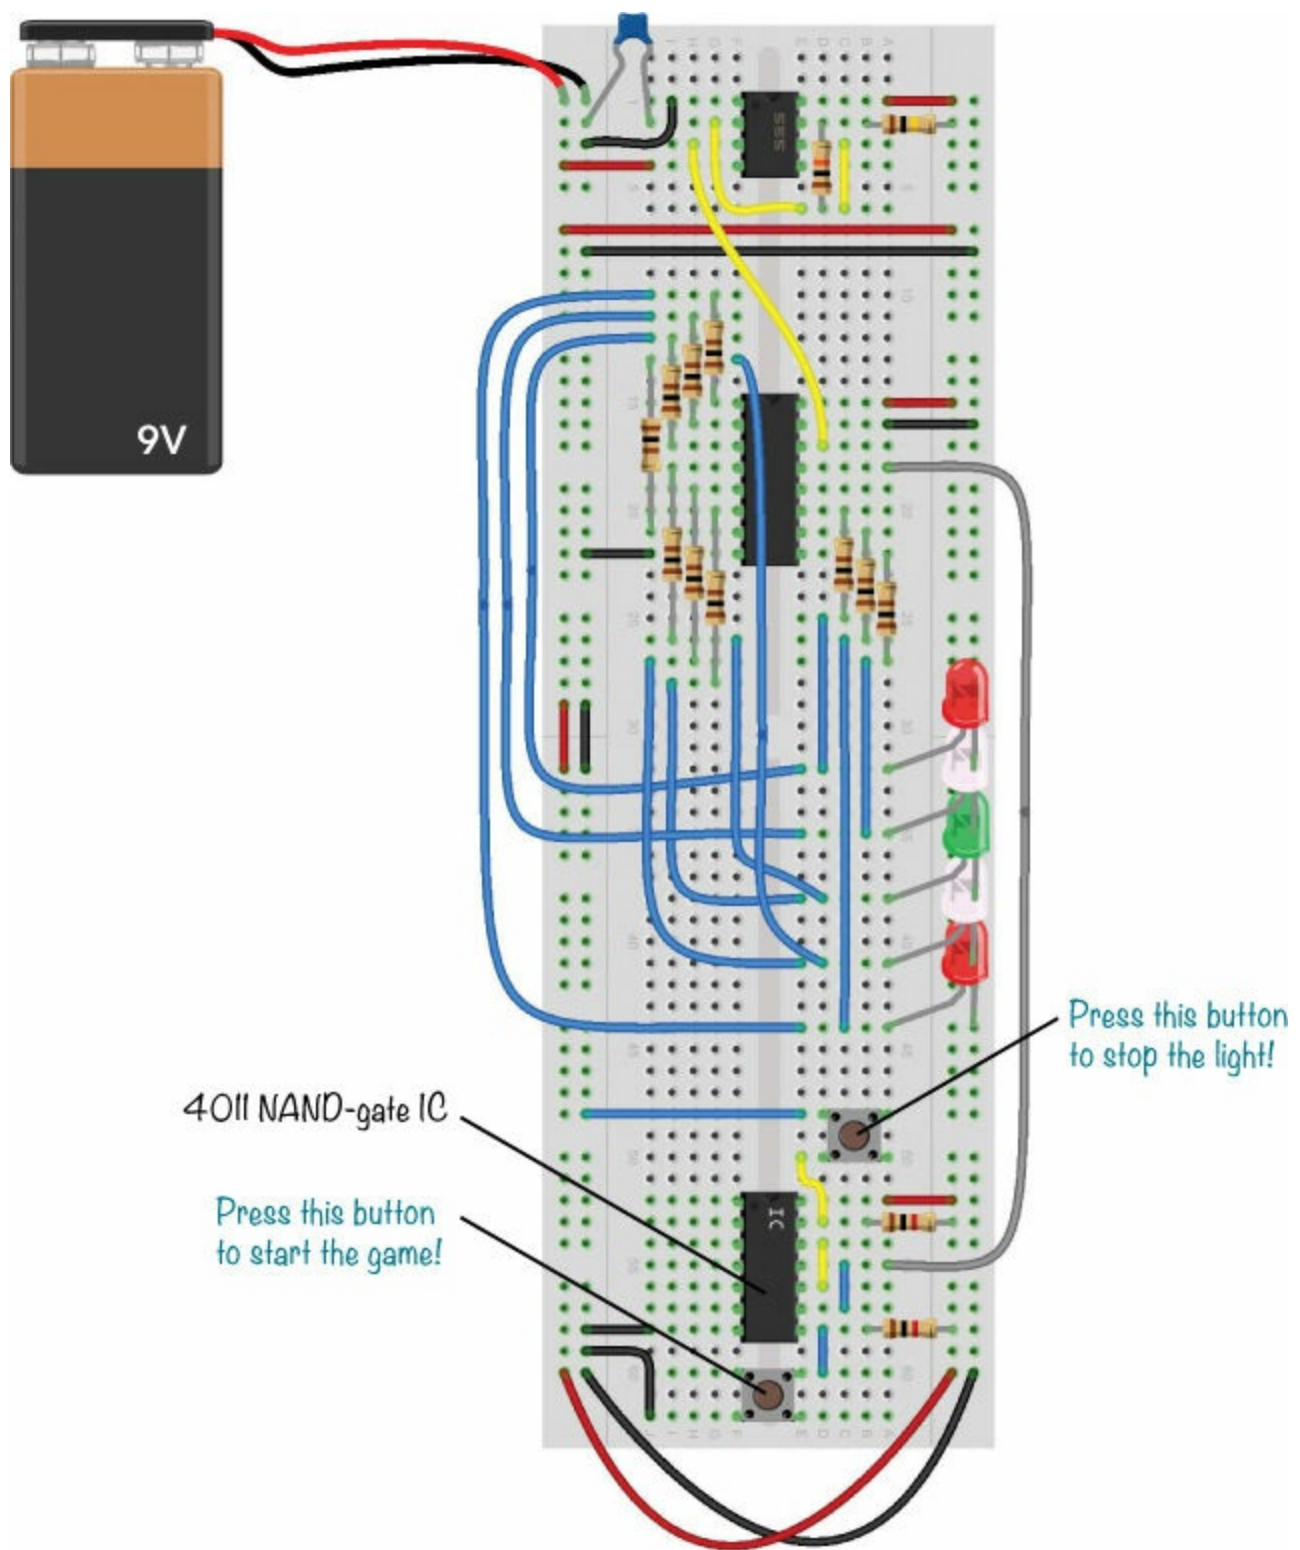 555
9V
Press this button
to stop the light!
4011 NAND-gate IC
Press this button
to start the game!
IC